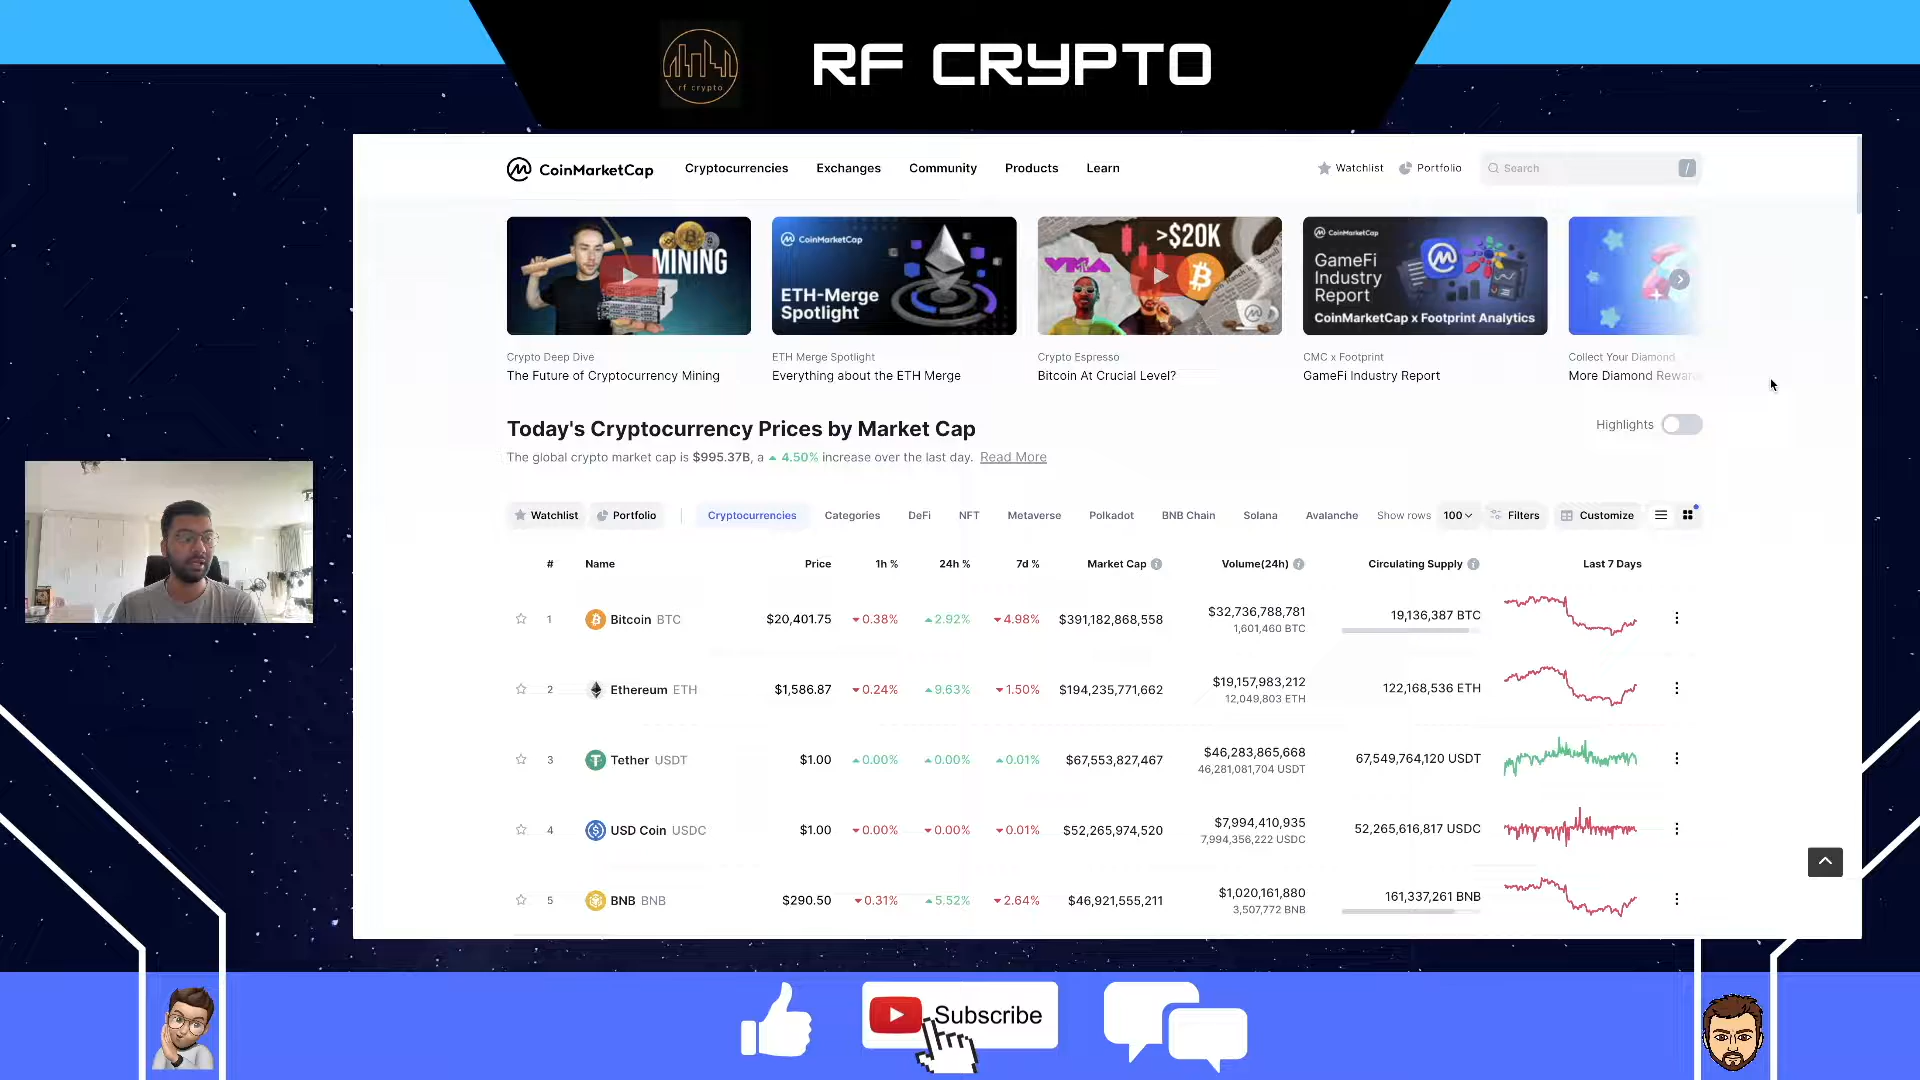 rf crypto
RF CRYPTO
CoinMarketCap Cryptocurrencies Exchanges Community Products Learn Watchlist Portfolio Search /
MINING
CoinMarketCap
ETH-Merge
Spotlight
>$20K
VMA
CoinMarketCap
GameFi
Industry
Report
CoinMarketCap x Footprint Analytics
Crypto Deep Dive
The Future of Cryptocurrency Mining
ETH Merge Spotlight
Everything about the ETH Merge
Crypto Espresso
Bitcoin At Crucial Level?
CMC x Footprint
GameFi Industry Report
Collect Your Diamond
More Diamond Rewar
Today's Cryptocurrency Prices by Market Cap
Highlights
The global crypto market cap is $995.37B, a ▲ 4.50% increase over the last day. Read More
Watchlist Portfolio Cryptocurrencies Categories DeFi NFT Metaverse Polkadot BNB Chain Solana Avalanche Show rows 100 Filters Customize
# Name Price 1h % 24h % 7d % Market Cap Volume(24h) Circulating Supply Last 7 Days
1 Bitcoin BTC $20,401.75 ▼0.38% ▲2.92% ▼4.98% $391,182,868,558 $32,736,788,781 19,136,387 BTC
1,601,460 BTC
2 Ethereum ETH $1,586.87 ▼0.24% ▲9.63% ▼1.50% $194,235,771,662 $19,157,983,212 122,168,536 ETH
12,049,803 ETH
3 Tether USDT $1.00 ▲0.00% ▲0.00% ▲0.01% $67,553,827,467 $46,283,865,668 67,549,764,120 USDT
46,281,081,704 USDT
4 USD Coin USDC $1.00 ▼0.00% ▼0.00% ▼0.01% $52,265,974,520 $7,994,410,935 52,265,616,817 USDC
7,994,356,222 USDC
5 BNB BNB $290.50 ▼0.31% ▲5.52% ▼2.64% $46,921,555,211 $1,020,161,880 161,337,261 BNB
3,507,772 BNB
Subscribe